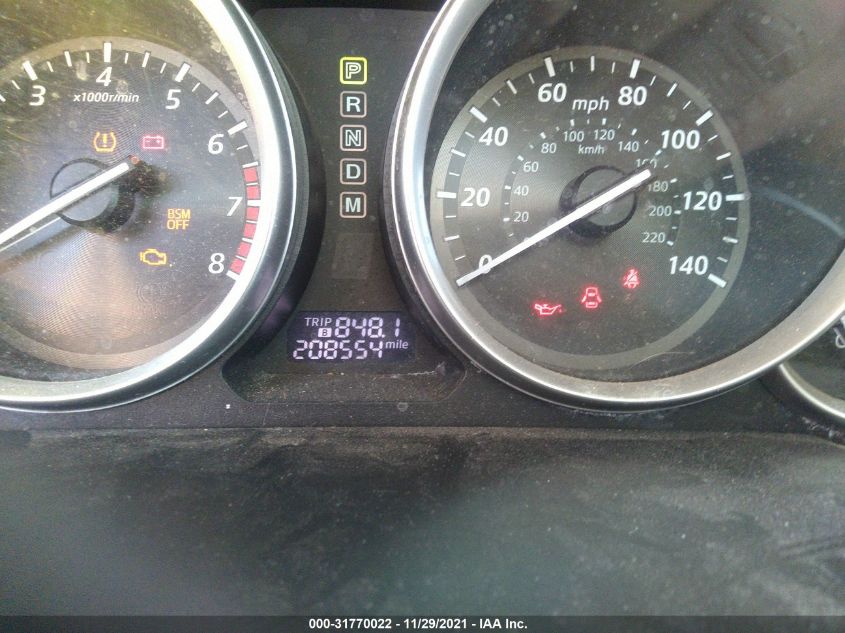 3 4 5 6 7 8
x1000r/min
BSM
OFF
P
R
N
D
M
0 20 40 60 80 100 120 140
mph
20 40 60 80 100 120 140 160 180 200 220
km/h
TRIP B 848.1
208554 mile
000-31770022 - 11/29/2021 - IAA Inc.